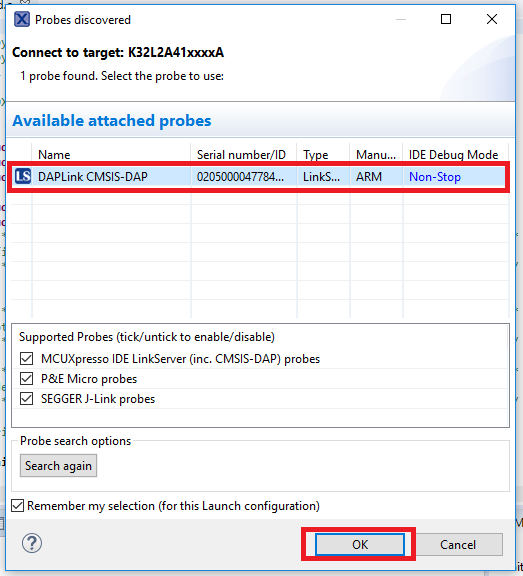 Probes discovered
Connect to target: K32L2A41xxxxA
1 probe found. Select the probe to use:
Available attached probes
Name Serial number/ID Type Manu... IDE Debug Mode
LS DAPLink CMSIS-DAP 0205000047784... LinkS... ARM Non-Stop
Supported Probes (tick/untick to enable/disable)
MCUXpresso IDE LinkServer (inc. CMSIS-DAP) probes
P&E Micro probes
SEGGER J-Link probes
Probe search options
Search again
Remember my selection (for this Launch configuration)
? OK Cancel